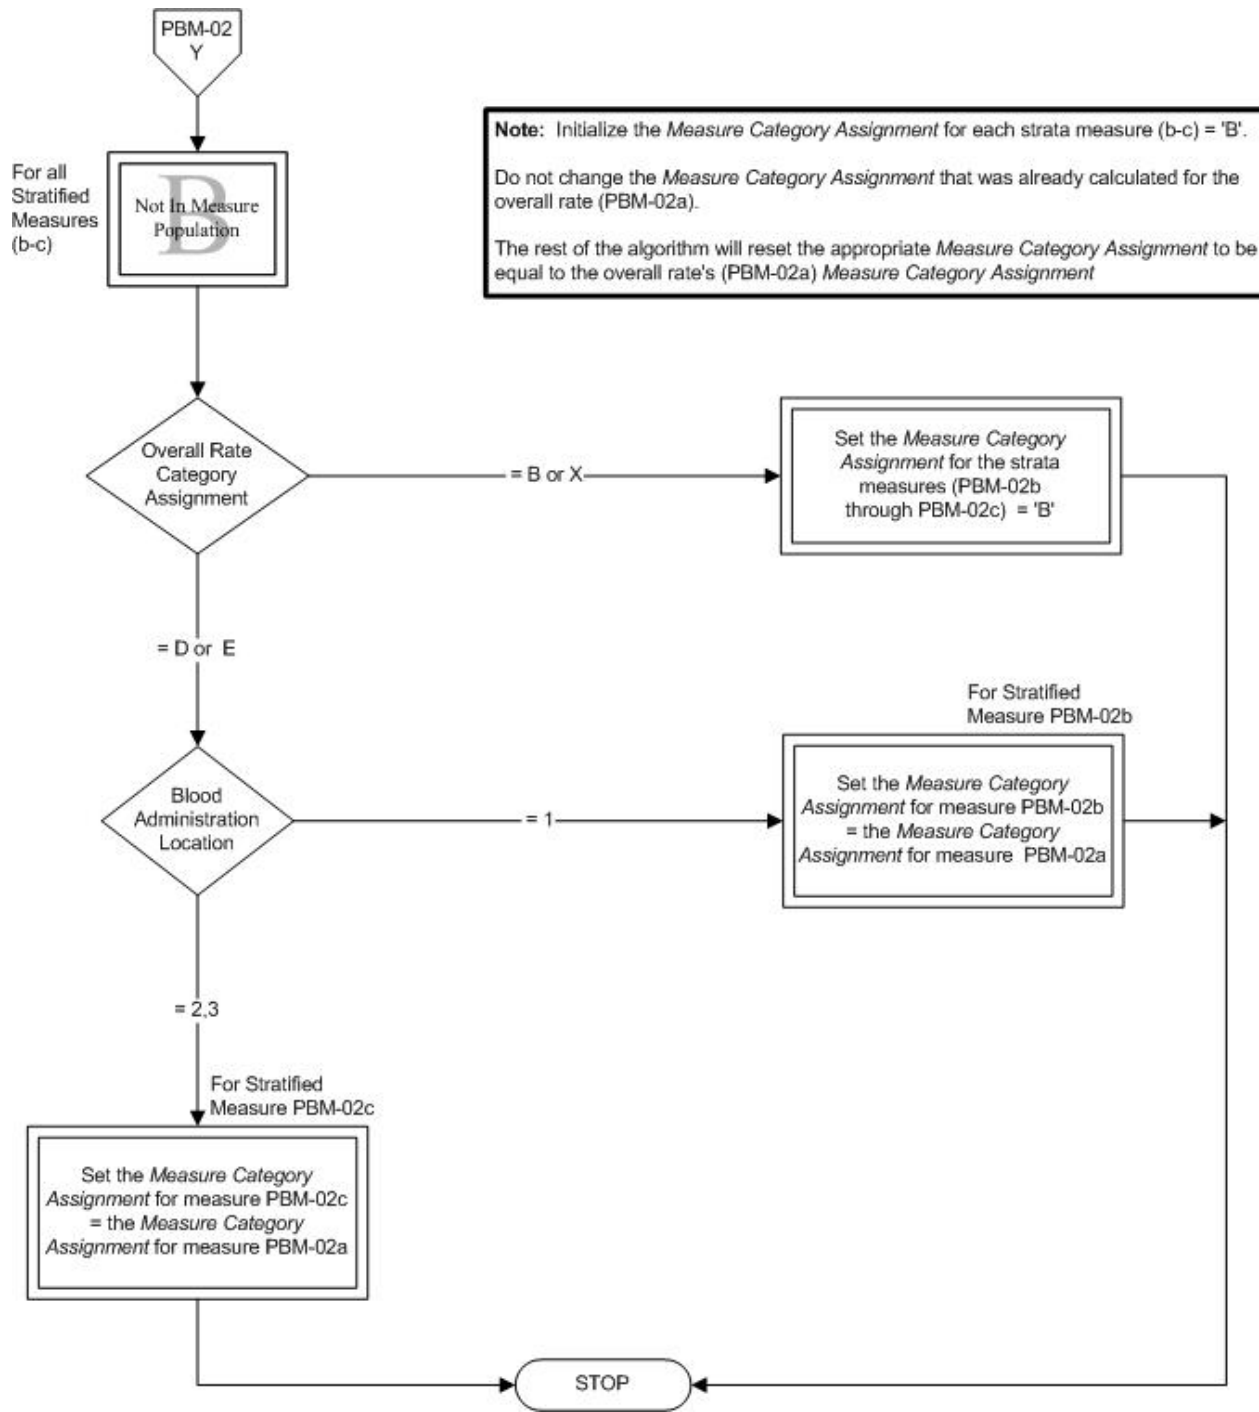 PBM-02
Y
Note: Initialize the Measure Category Assignment for each strata measure (b-c) = 'B'.
Do not change the Measure Category Assignment that was already calculated for the
overall rate (PBM-02a).
The rest of the algorithm will reset the appropriate Measure Category Assignment to be
equal to the overall rate's (PBM-02a) Measure Category Assignment
For all
Stratified
Measures
(b-c)
B
Not In Measure
Population
Overall Rate
Category
Assignment
= B or X
Set the Measure Category
Assignment for the strata
measures (PBM-02b
through PBM-02c) = 'B'
= D or E
For Stratified
Measure PBM-02b
Blood
Administration
Location
= 1
Set the Measure Category
Assignment for measure PBM-02b
= the Measure Category
Assignment for measure PBM-02a
= 2,3
For Stratified
Measure PBM-02c
Set the Measure Category
Assignment for measure PBM-02c
= the Measure Category
Assignment for measure PBM-02a
STOP